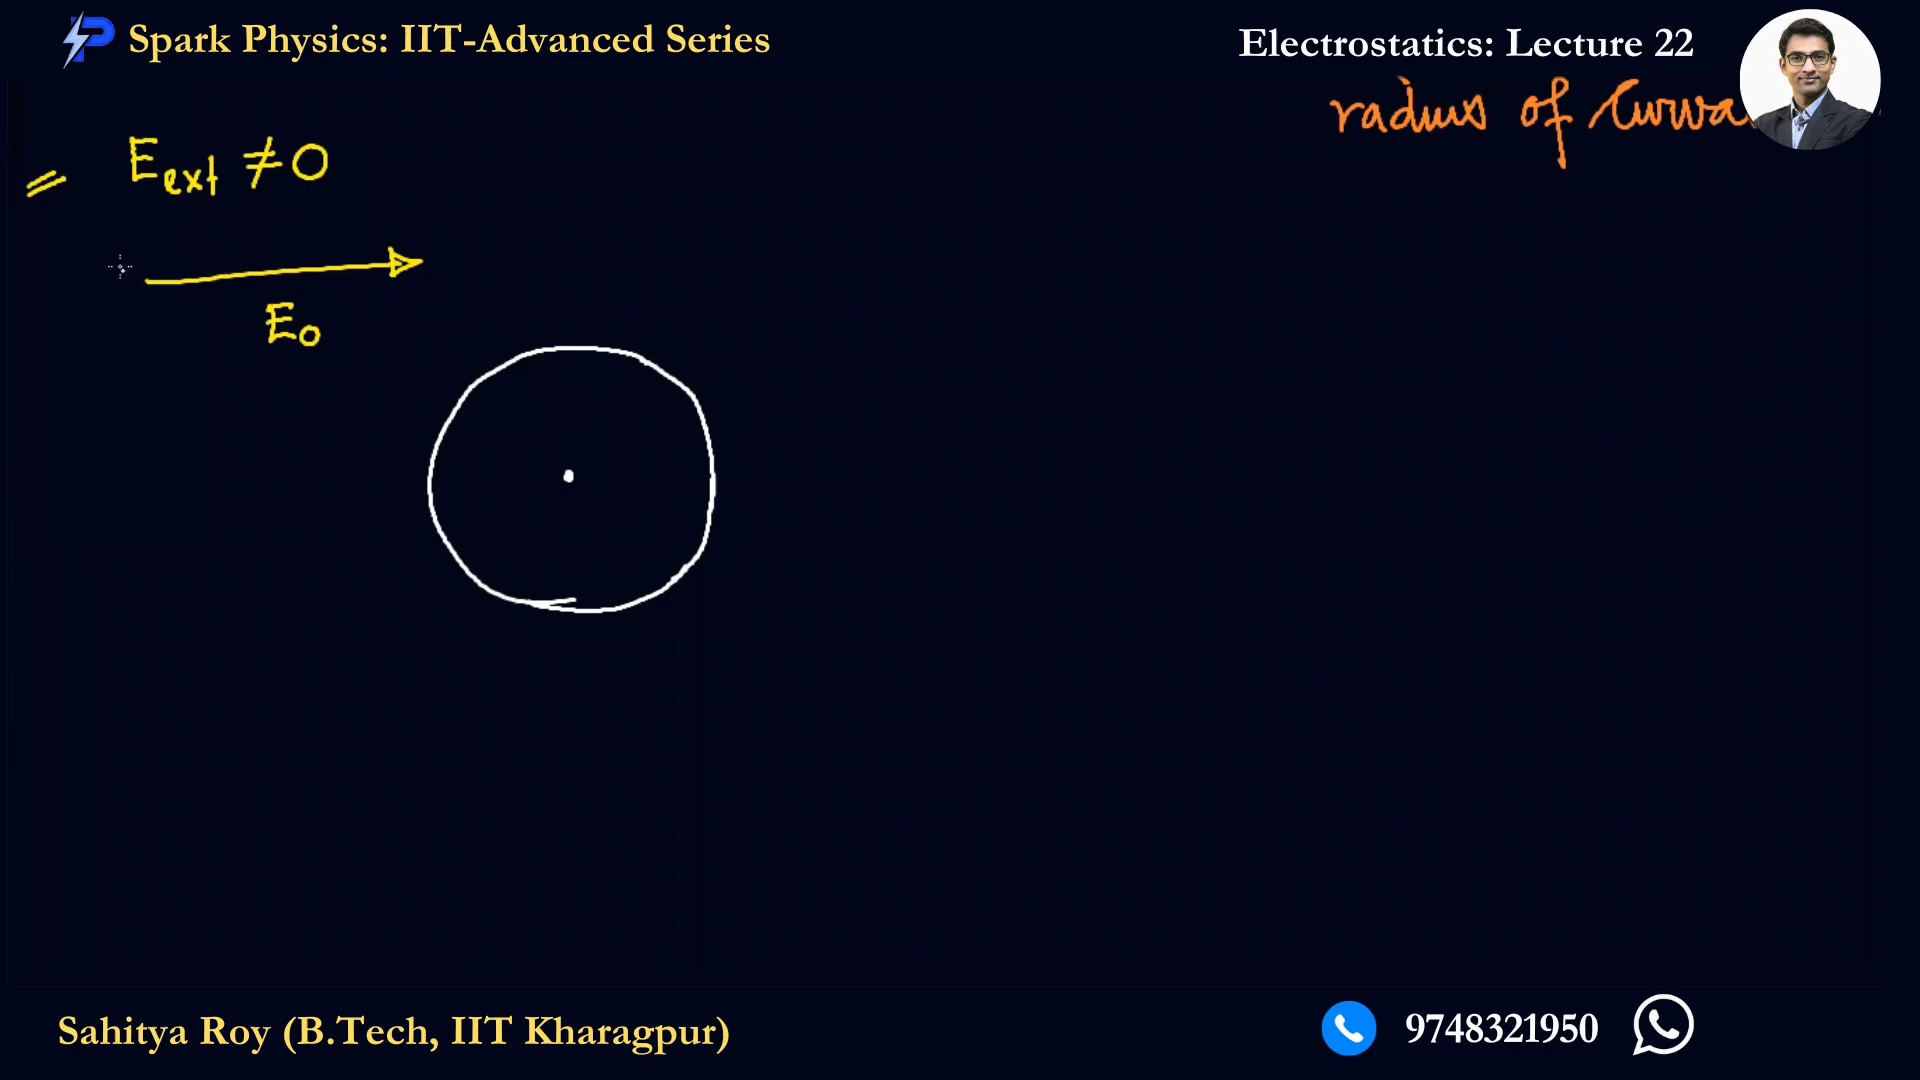 Spark Physics: IIT-Advanced Series
Electrostatics: Lecture 22
radius of
= Eext ≠ 0
E0
Sahitya Roy (B.Tech, IIT Kharagpur)
9748321950